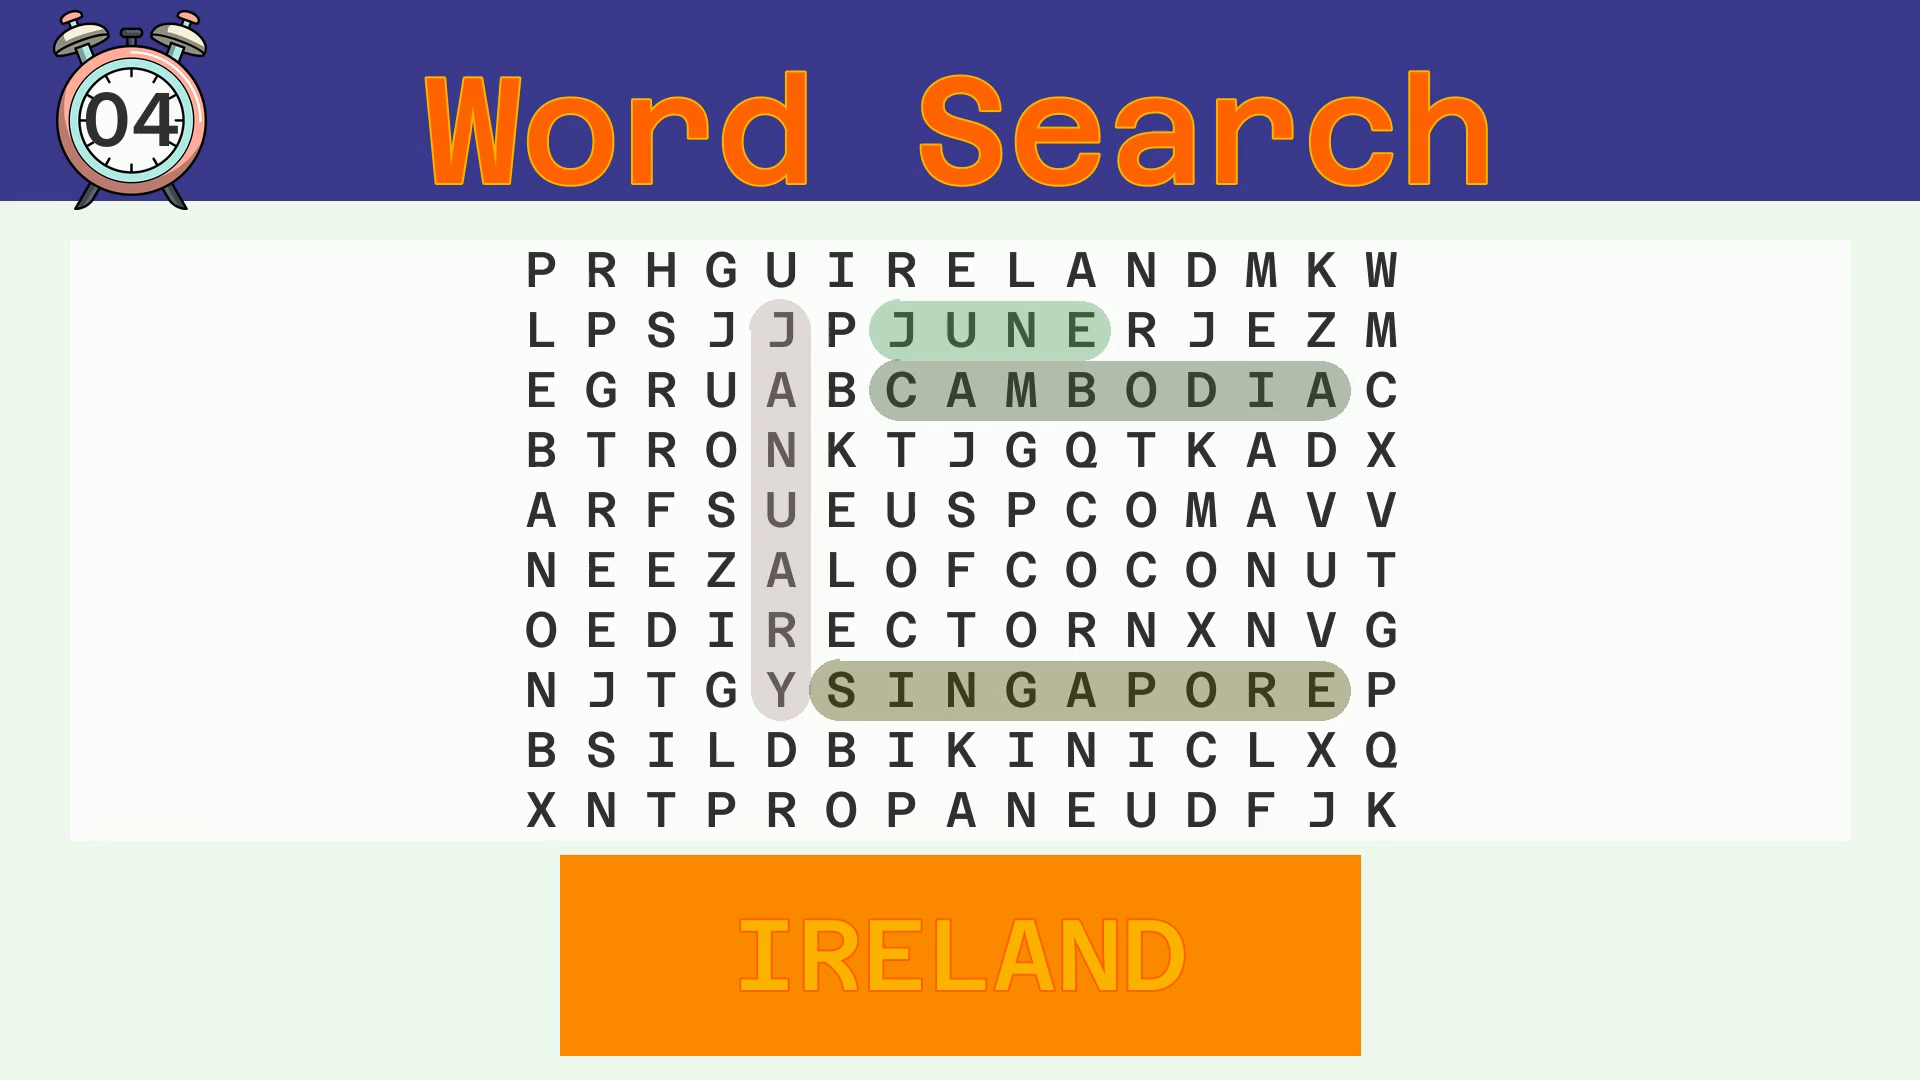 04
Word Search
P R H G U I R E L A N D M K W
L P S J J P J U N E R J E Z M
E G R U A B C A M B O D I A C
B T R O N K T J G Q T K A D X
A R F S U E U S P C O M A V V
N E E Z A L O F C O C O N U T
O E D I R E C T O R N X N V G
N J T G Y S I N G A P O R E P
B S I L D B I K I N I C L X Q
X N T P R O P A N E U D F J K
IRELAND